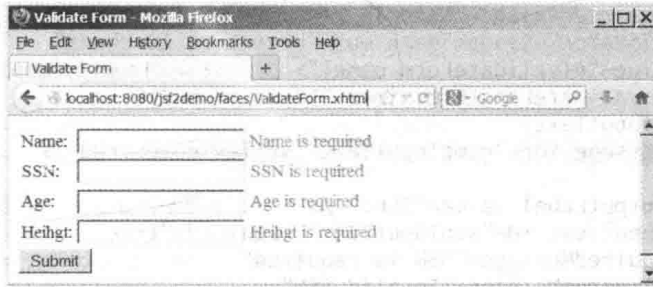 Validate Form - Mozilla Firefox
File Edit View History Bookmarks Tools Help
Validate Form +
localhost:8080/jsf2demo/faces/ValidateForm.xhtml Google
Name: Name is required
SSN: SSN is required
Age: Age is required
Heihgt: Heihgt is required
Submit